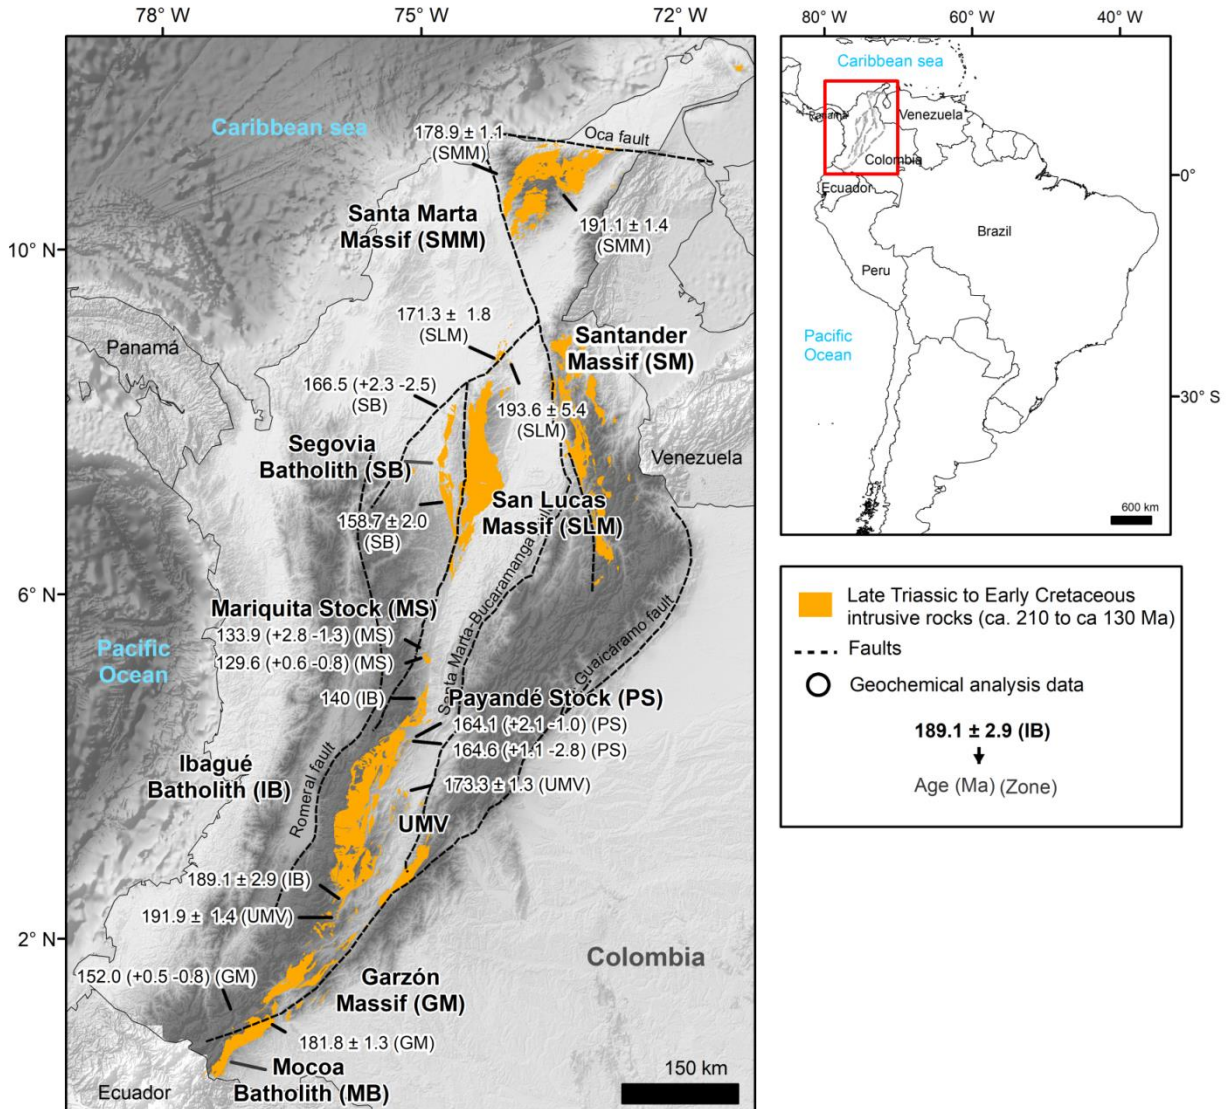 78° W
75° W
72° W
10° N
6° N
2° N
Caribbean sea
178.9 ± 1.1
(SMM)
Oca fault
Santa Marta
Massif (SMM)
191.1 ± 1.4
(SMM)
171.3 ± 1.8
(SLM)
Santander
Massif (SM)
Panamá
166.5 (+2.3 -2.5)
(SB)
193.6 ± 5.4
(SLM)
Segovia
Batholith (SB)
Venezuela
San Lucas
Massif (SLM)
158.7 ± 2.0
(SB)
Santa Marta-Bucaramanga
Guaicáramo fault
Mariquita Stock (MS)
133.9 (+2.8 -1.3) (MS)
129.6 (+0.6 -0.8) (MS)
Pacific
Ocean
140 (IB)
Payandé Stock (PS)
164.1 (+2.1 -1.0) (PS)
164.6 (+1.1 -2.8) (PS)
Ibagué
Batholith (IB)
Romeral fault
173.3 ± 1.3 (UMV)
UMV
189.1 ± 2.9 (IB)
191.9 ± 1.4 (UMV)
Colombia
152.0 (+0.5 -0.8) (GM)
Garzón
Massif (GM)
181.8 ± 1.3 (GM)
Mocoa
Batholith (MB)
Ecuador
150 km
80° W
60° W
40° W
0°
30° S
Caribbean sea
Panamá
Venezuela
Colombia
Ecuador
Brazil
Peru
Pacific
Ocean
600 km
Late Triassic to Early Cretaceous
intrusive rocks (ca. 210 to ca 130 Ma)
Faults
Geochemical analysis data
189.1 ± 2.9 (IB)
Age (Ma) (Zone)